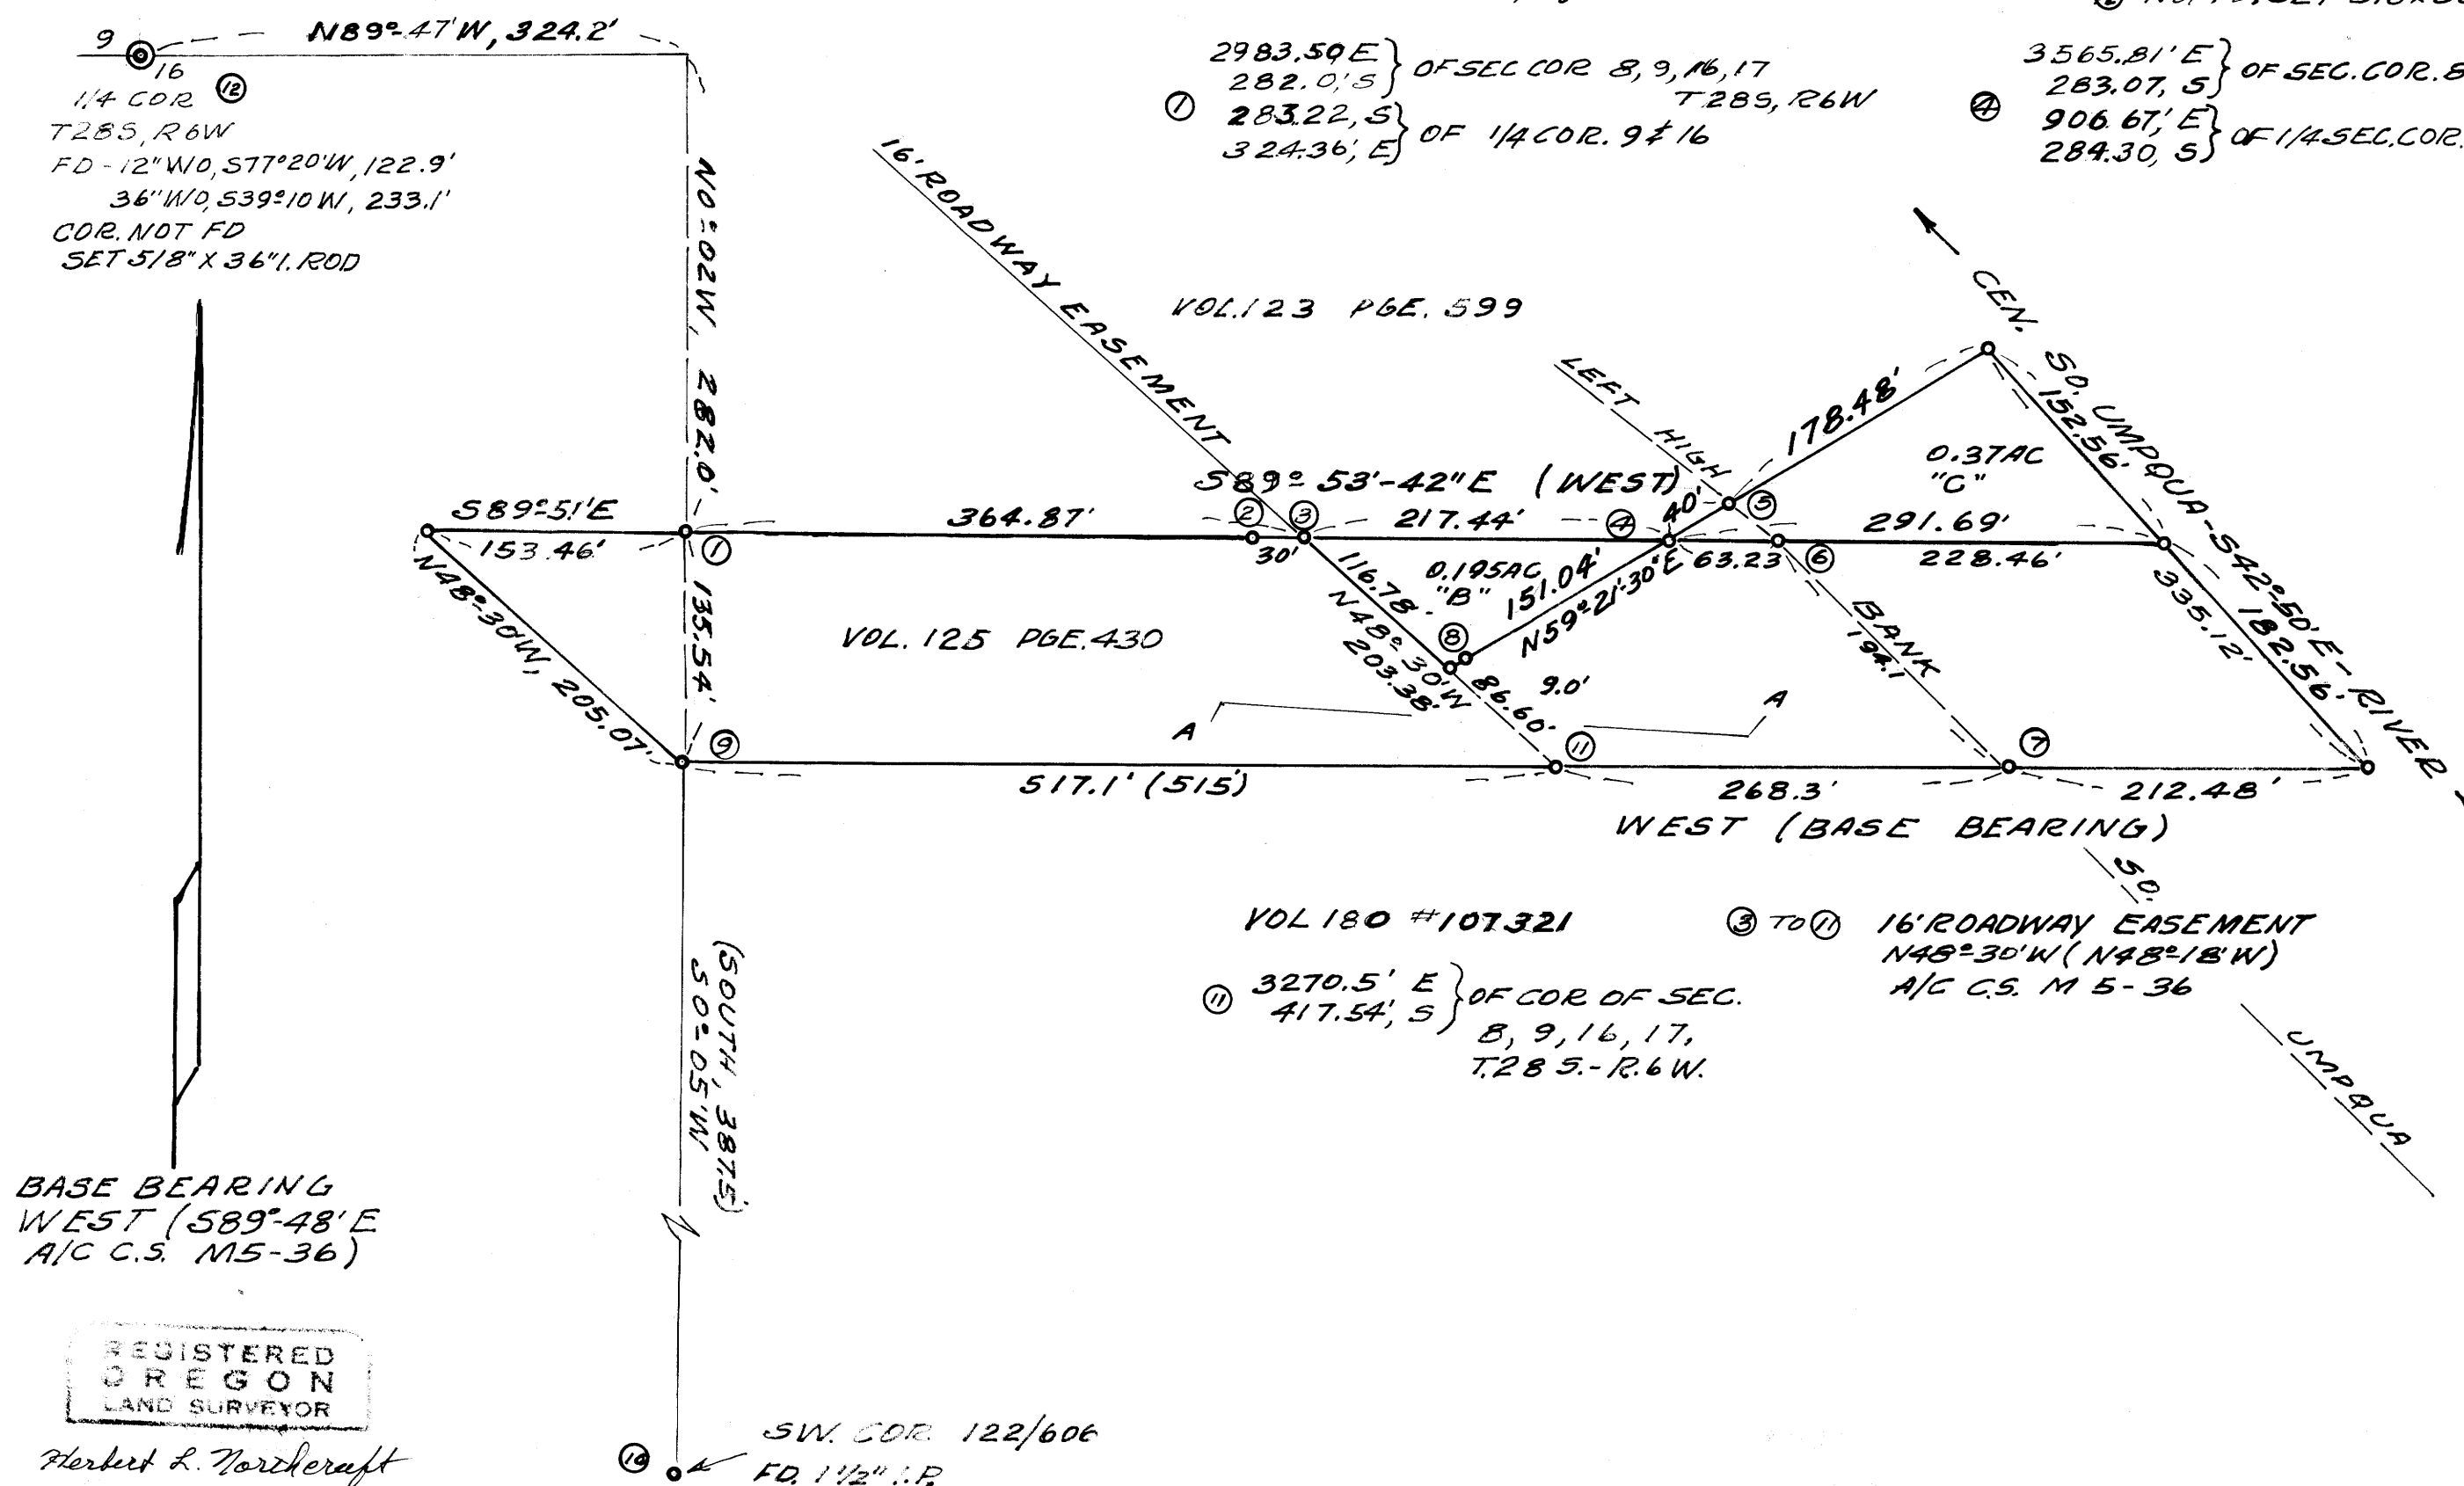 N89°-47'W, 324.2'
9
16
1/4 COR ⑫
T28S, R6W
FD-12" WO, S77°20'W, 122.9'
36" WO, S39°10W, 233.1'
COR. NOT FD
SET 5/8" X 36" I. ROD
① 2983.50 E } OF SEC COR 8, 9, 16, 17
282.0', S T28S, R6W
283.22, S } OF 1/4 COR. 9 & 16
324.36', E
④ 3565.81' E } OF SEC. COR. 8
283.07, S
906.67', E } OF 1/4 SEC. COR.
284.30, S
N0°-02W, 282.0'
16' ROADWAY EASEMENT
VOL. 123 PGE. 599
LEFT HIGH BANK
194.1
CEN. SO. UMPQUA-S42°-50'E-RIVER
178.48'
152.56'
0.37AC
"C"
S89°53'-42"E (WEST)
S89°51'E
153.46'
①
364.87'
②
30'
③
217.44'
④
40'
⑤
291.69'
63.23
⑥
228.46'
N48°-30'W, 205.07'
135.54'
VOL. 125 PGE. 430
116.78'
0.195AC
"B"
151.04'
N59°-21'-30"E
⑧
N48°30'W
203.38'
86.60'
9.0'
335.12'
182.56'
A
A
⑨
517.1' (515')
⑪
268.3'
⑦
212.48'
WEST (BASE BEARING)
VOL 180 #107321
③ TO ⑪ 16' ROADWAY EASEMENT
N48°-30'W (N48°-18'W)
A/C C.S. M 5-36
⑪ 3270.5' E } OF COR OF SEC.
417.54', S 8, 9, 16, 17,
T.28 S.-R.6 W.
SO. UMPQUA
(SOUTH, 387.5')
S0°-05'W
BASE BEARING
WEST (S89°-48'E
A/C C.S. M5-36)
REGISTERED
OREGON
LAND SURVEYOR
Herbert L. Northcraft
SW. COR. 122/606
FD. 1 1/2" I.P.